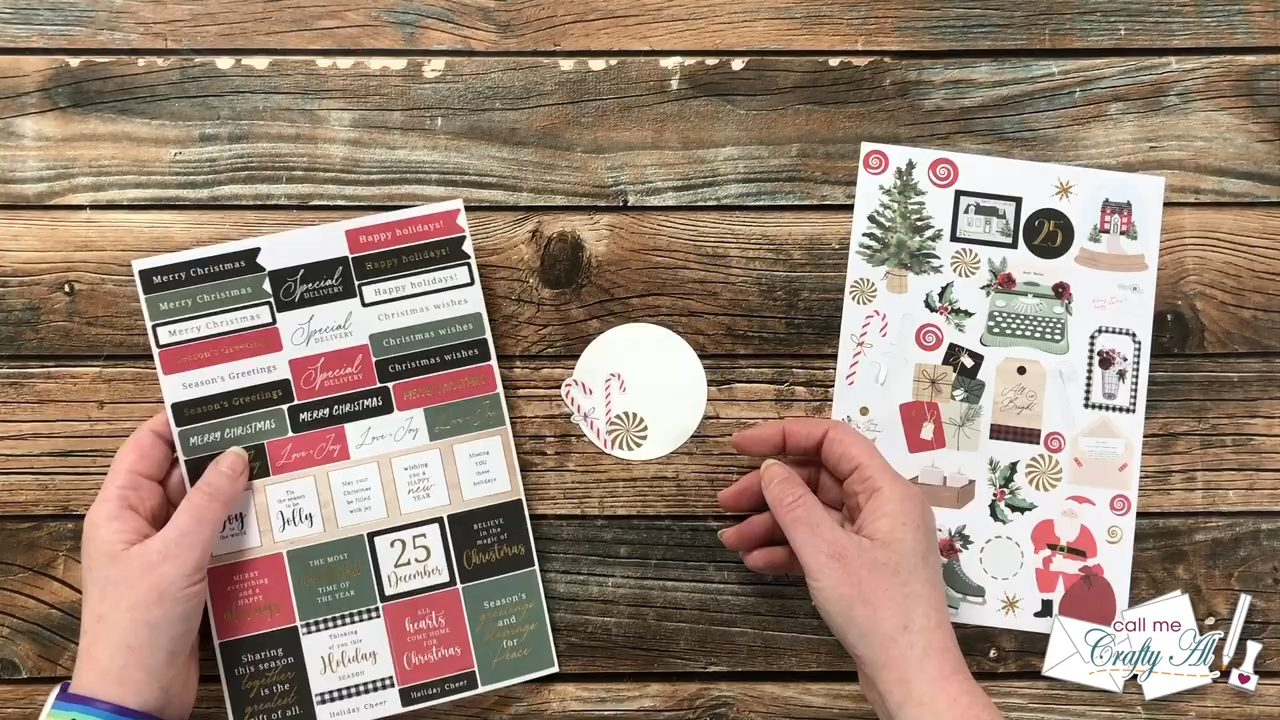 Happy holidays!
Merry Christmas
Special
DELIVERY
Happy holidays!
Merry Christmas
Happy holidays!
Merry Christmas
Special
DELIVERY
Christmas wishes
Season's Greetings
Christmas wishes
Season's Greetings
Special
DELIVERY
Christmas wishes
Season's Greetings
MERRY CHRISTMAS
MERRY CHRISTMAS
MERRY CHRISTMAS
Love + Joy
Love + Joy
Love + Joy
Joy
to the
world
Tis
the season
to be
Jolly
May your
Christmas
be filled
with joy
wishing
you a
HAPPY
new
YEAR
Missing
YOU
these
holidays
MERRY
everything
and a
HAPPY
always
THE MOST
TIME OF
THE YEAR
25
December
BELIEVE
in the
magic of
Christmas
Sharing
this season
together
is the
greatest
gift of all.
Thinking
of you this
Holiday
SEASON
ALL
hearts
COME HOME
FOR
Christmas
Season's
greetings
and
blessings
for
Peace
Holiday Cheer
Holiday Cheer
25
Dear Santa
All is
Bright
call me
Crafty Al